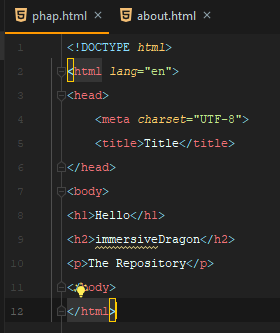 phap.html about.html
1 <!DOCTYPE html>
2 <html lang="en">
3 <head>
4 <meta charset="UTF-8">
5 <title>Title</title>
6 </head>
7 <body>
8 <h1>Hello</h1>
9 <h2>immersiveDragon</h2>
10 <p>The Repository</p>
11 </body>
12 </html>